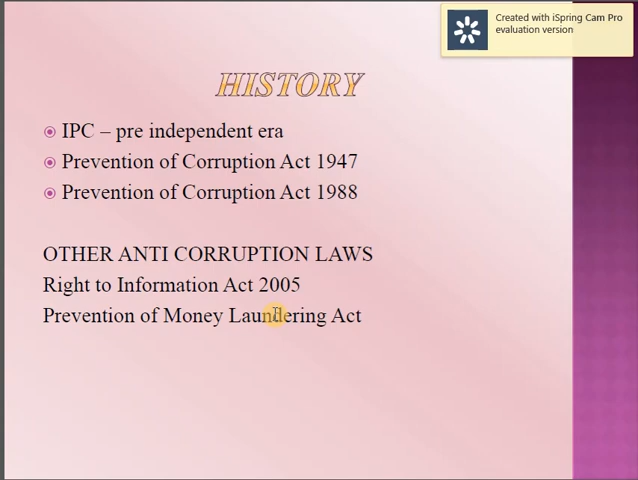 Created with iSpring Cam Pro
evaluation version
HISTORY
IPC – pre independent era
Prevention of Corruption Act 1947
Prevention of Corruption Act 1988
OTHER ANTI CORRUPTION LAWS
Right to Information Act 2005
Prevention of Money Laundering Act